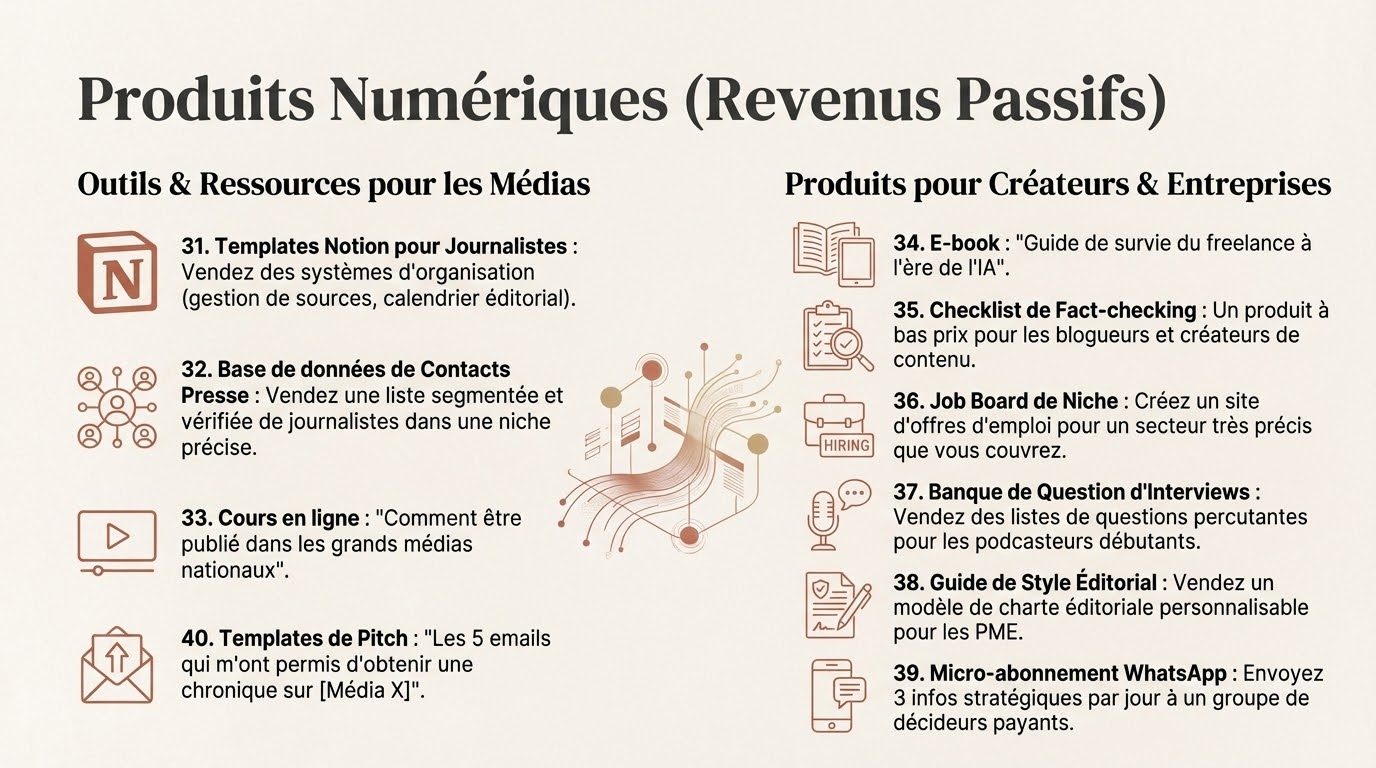 Produits Numériques (Revenus Passifs)
Outils & Ressources pour les Médias
N
31. Templates Notion pour Journalistes :
Vendez des systèmes d'organisation
(gestion de sources, calendrier éditorial).
32. Base de données de Contacts
Presse : Vendez une liste segmentée et
vérifiée de journalistes dans une niche
précise.
33. Cours en ligne : "Comment être
publié dans les grands médias
nationaux".
40. Templates de Pitch : "Les 5 emails
qui m'ont permis d'obtenir une
chronique sur [Média X]".
Produits pour Créateurs & Entreprises
34. E-book : "Guide de survie du freelance à
l'ère de l'IA".
35. Checklist de Fact-checking : Un produit à
bas prix pour les blogueurs et créateurs de
contenu.
HIRING
36. Job Board de Niche : Créez un site
d'offres d'emploi pour un secteur très précis
que vous couvrez.
37. Banque de Question d'Interviews :
Vendez des listes de questions percutantes
pour les podcasteurs débutants.
38. Guide de Style Éditorial : Vendez un
modèle de charte éditoriale personnalisable
pour les PME.
39. Micro-abonnement WhatsApp : Envoyez
3 infos stratégiques par jour à un groupe de
décideurs payants.